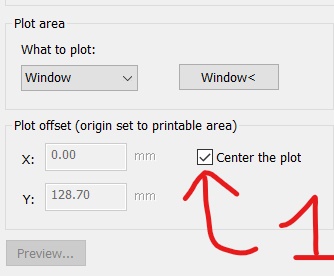 Plot area
What to plot:
Window Window<
Plot offset (origin set to printable area)
X: 0.00 mm Center the plot
Y: 128.70 mm
1
Preview...